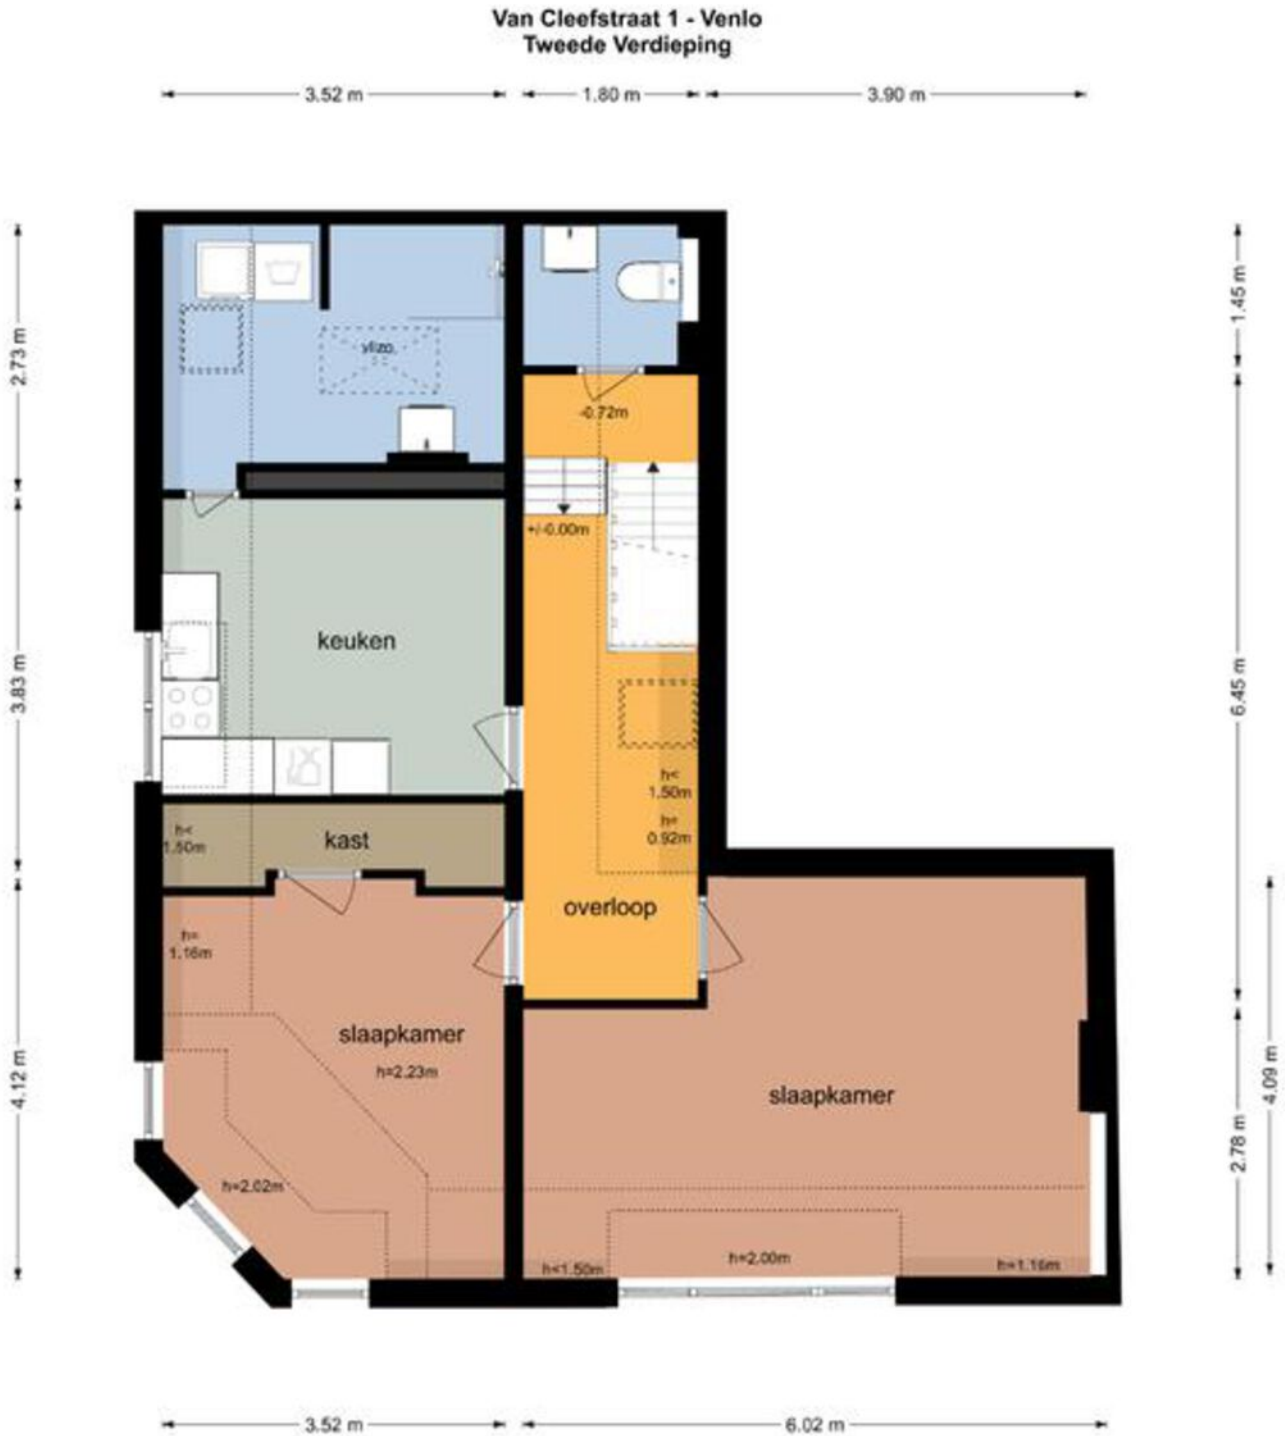 Van Cleefstraat 1 - Venlo
Tweede Verdieping
3.52 m
1.80 m
3.90 m
2.73 m
3.83 m
4.12 m
1.45 m
6.45 m
2.78 m
4.09 m
vlizo
-0.72m
+/-0.00m
keuken
h<
1.50m
h=
0.92m
h<
1.50m
kast
overloop
h=
1.16m
slaapkamer
h=2.23m
slaapkamer
h=2.02m
h<1.50m
h=2.00m
h=1.16m
3.52 m
6.02 m